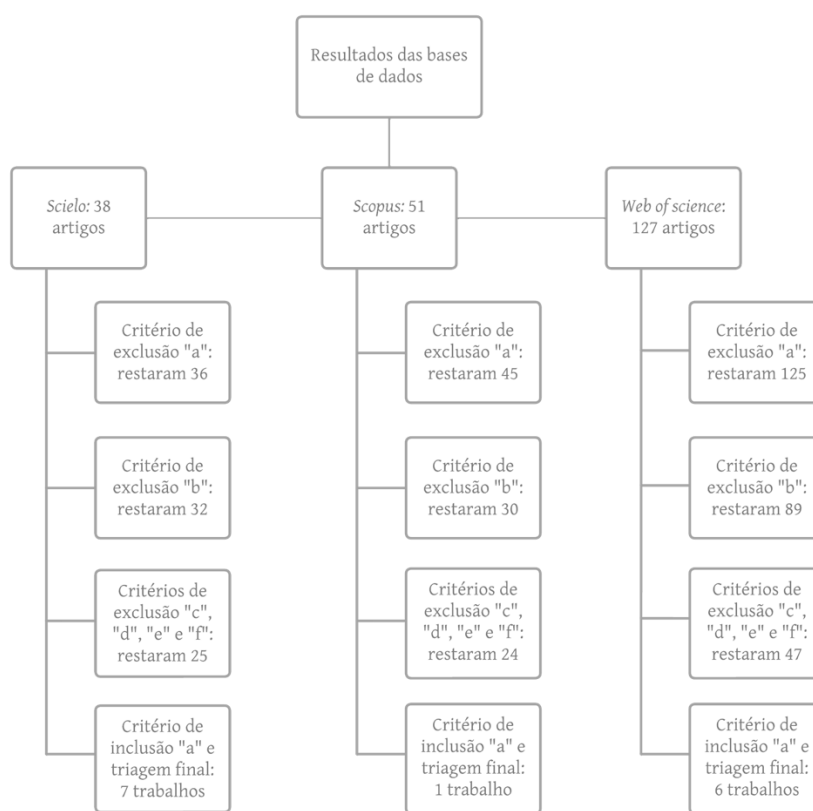 Resultados das bases
de dados
Scielo: 38
artigos
Scopus: 51
artigos
Web of science:
127 artigos
Critério de
exclusão "a":
restaram 36
Critério de
exclusão "b":
restaram 32
Critérios de
exclusão "c",
"d", "e" e "f":
restaram 25
Critério de
inclusão "a" e
triagem final:
7 trabalhos
Critério de
exclusão "a":
restaram 45
Critério de
exclusão "b":
restaram 30
Critérios de
exclusão "c",
"d", "e" e "f":
restaram 24
Critério de
inclusão "a" e
triagem final:
1 trabalho
Critério de
exclusão "a":
restaram 125
Critério de
exclusão "b":
restaram 89
Critérios de
exclusão "c",
"d", "e" e "f":
restaram 47
Critério de
inclusão "a" e
triagem final:
6 trabalhos